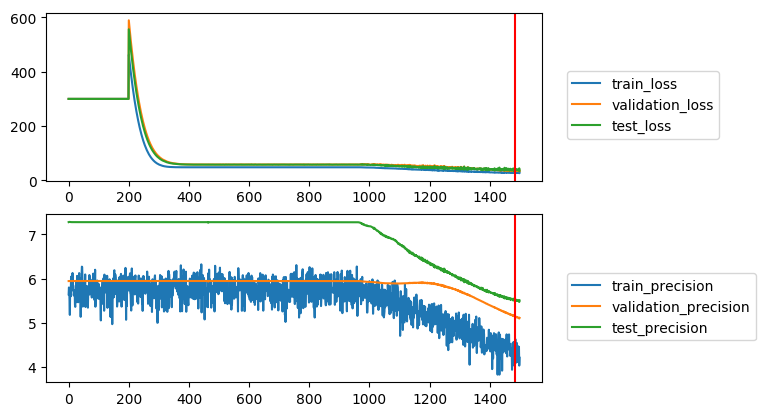 600
400
200
0
0 200 400 600 800 1000 1200 1400
train_loss
validation_loss
test_loss
7
6
5
4
0 200 400 600 800 1000 1200 1400
train_precision
validation_precision
test_precision